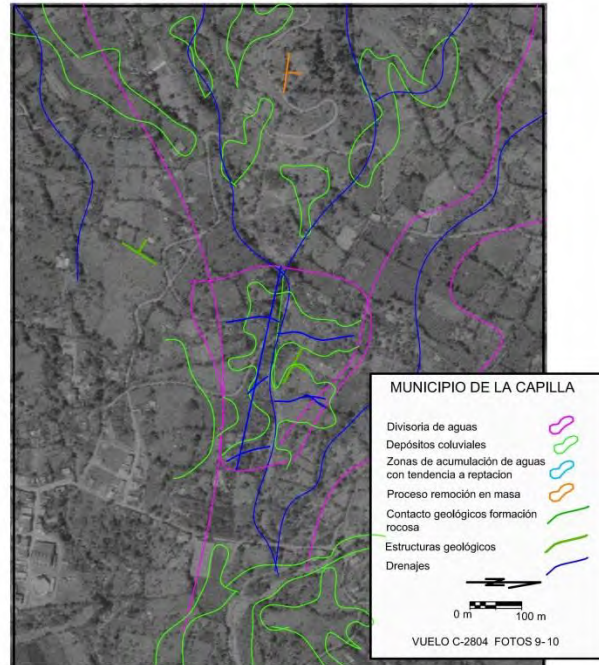 MUNICIPIO DE LA CAPILLA
Divisoria de aguas
Depósitos coluviales
Zonas de acumulación de aguas
con tendencia a reptacion
Proceso remoción en masa
Contacto geológicos formación
rocosa
Estructuras geológicos
Drenajes
0 m 100 m
VUELO C-2804 FOTOS 9-10